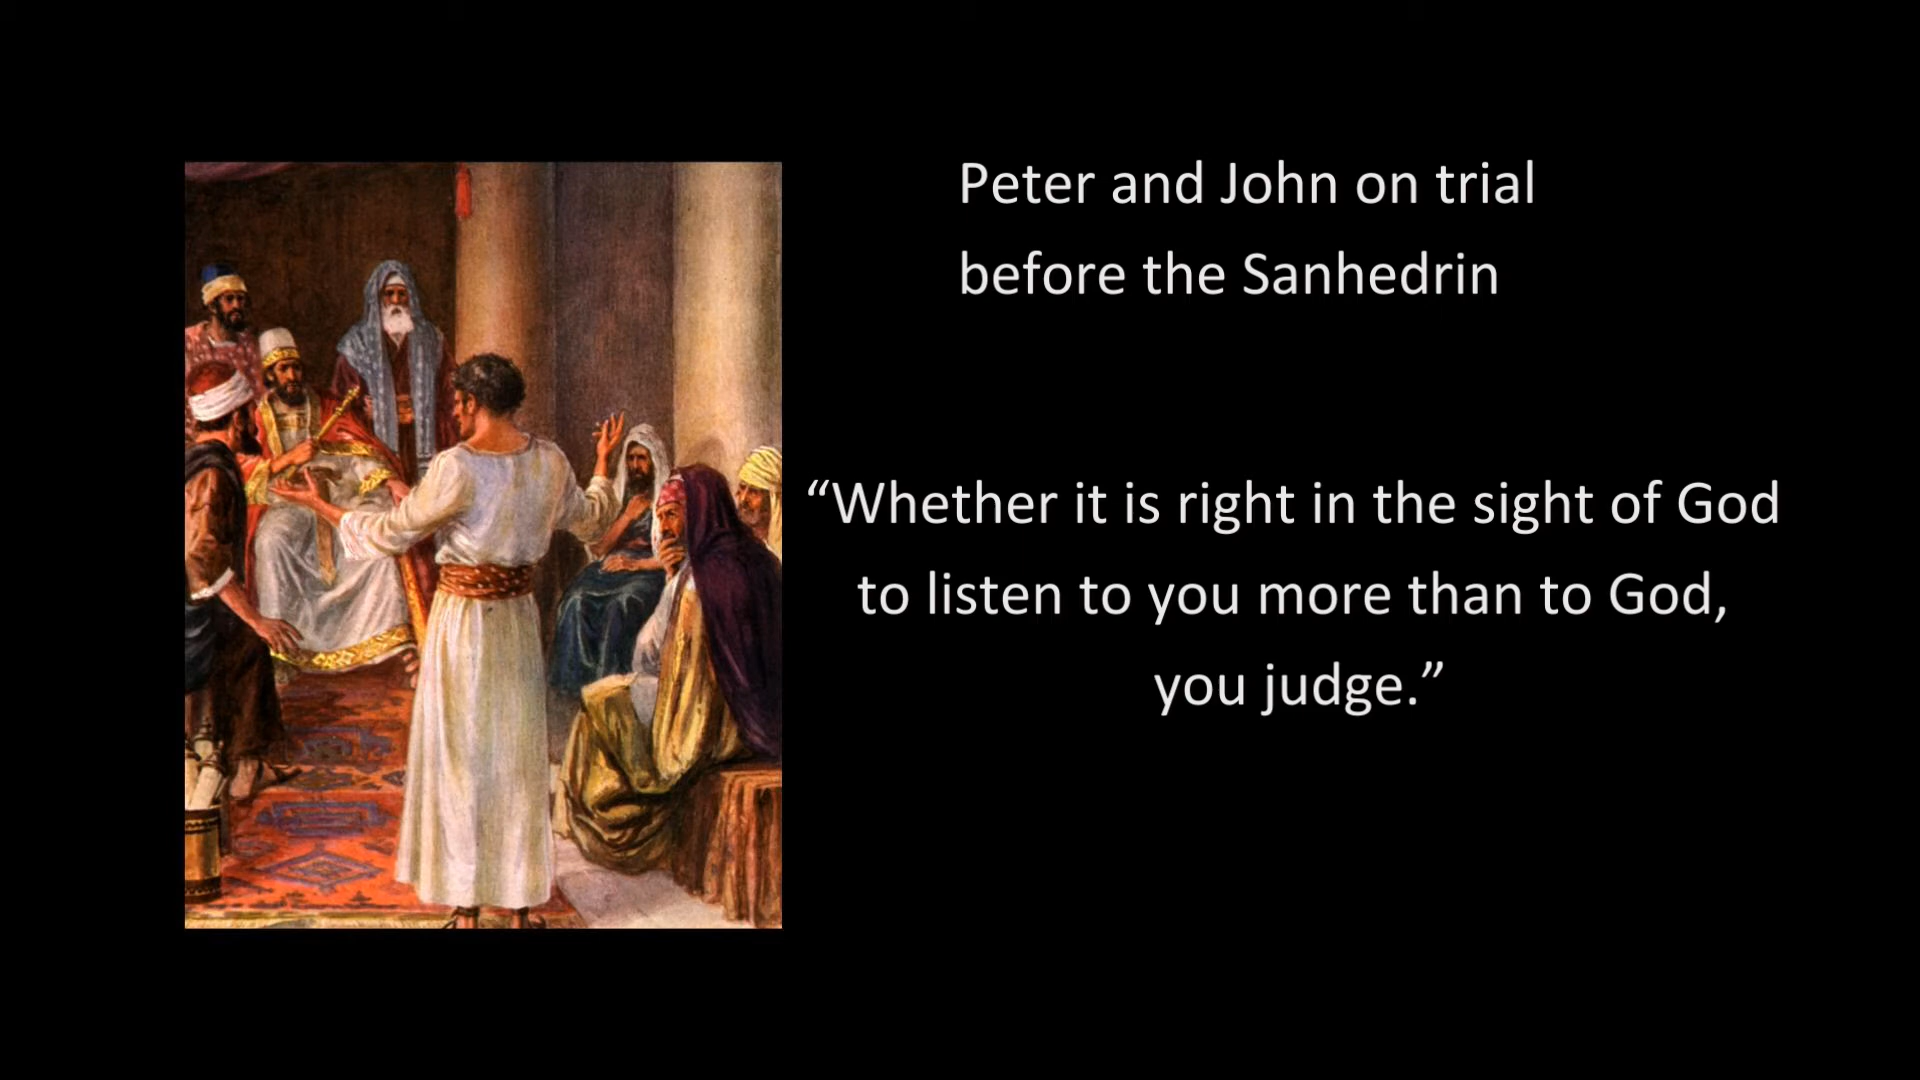 Peter and John on trial
before the Sanhedrin
“Whether it is right in the sight of God
to listen to you more than to God,
you judge.”